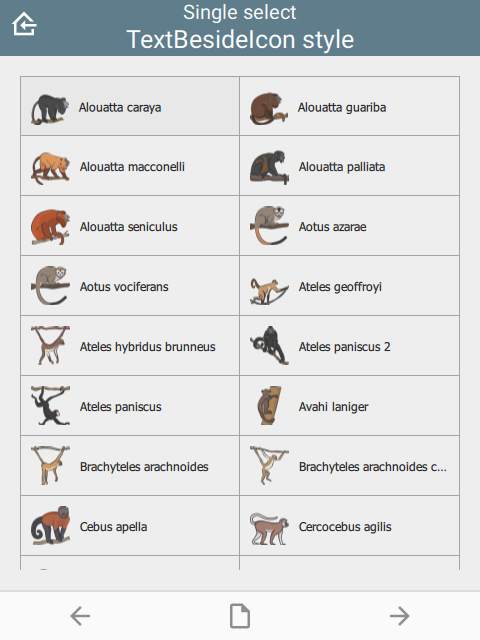 Single select
TextBesideIcon style
Alouatta caraya
Alouatta guariba
Alouatta macconelli
Alouatta palliata
Alouatta seniculus
Aotus azarae
Aotus vociferans
Ateles geoffroyi
Ateles hybridus brunneus
Ateles paniscus 2
Ateles paniscus
Avahi laniger
Brachyteles arachnoides
Brachyteles arachnoides c...
Cebus apella
Cercocebus agilis